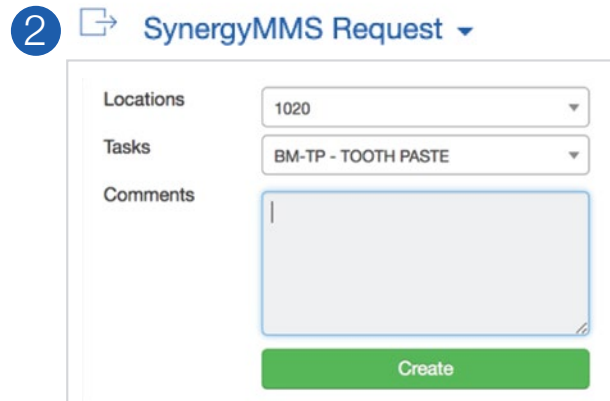 2 SynergyMMS Request
Locations 1020
Tasks BM-TP - TOOTH PASTE
Comments
Create